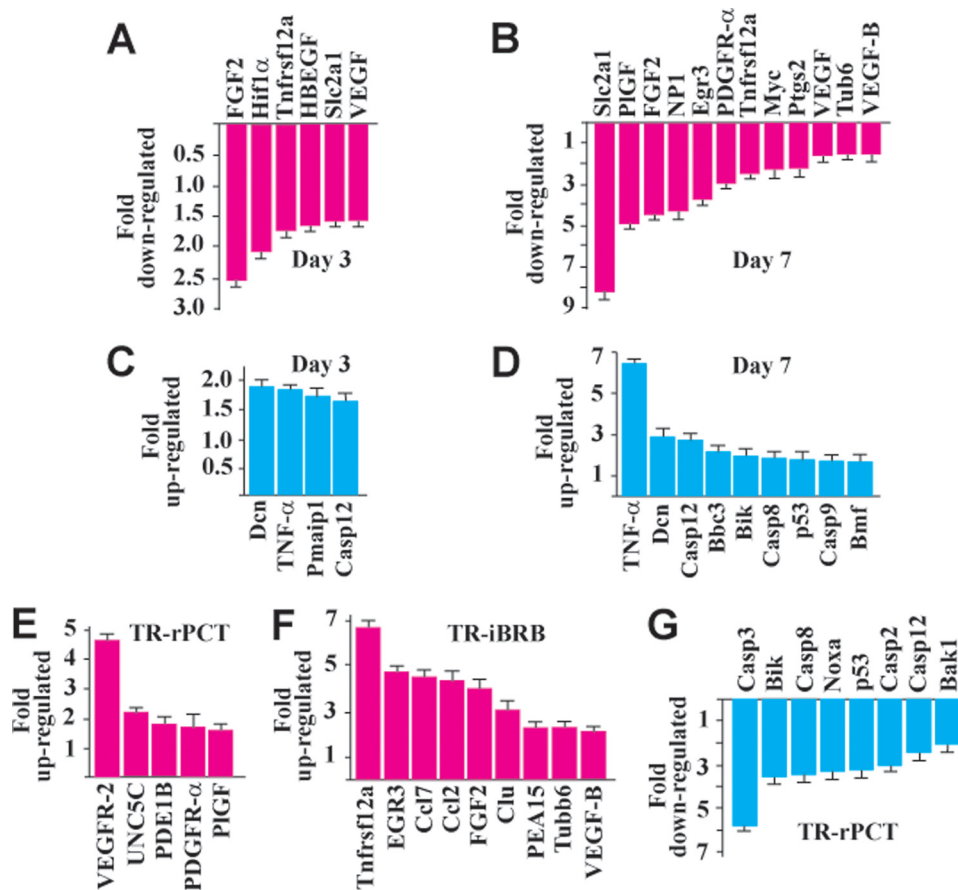 A
FGF2
Hif1α
Tnfrsf12a
HBEGF
Slc2a1
VEGF
Fold
down-regulated
0.5
1.0
1.5
2.0
2.5
3.0
Day 3
B
Slc2a1
PlGF
FGF2
NP1
Egr3
PDGFR-α
Tnfrsf12a
Myc
Ptgs2
VEGF
Tub6
VEGF-B
Fold
down-regulated
1
3
5
7
9
Day 7
C
Day 3
Fold
up-regulated
2.0
1.5
1.0
0.5
Dcn
TNF-α
Pmaip1
Casp12
D
Day 7
Fold
up-regulated
7
5
3
1
TNF-α
Dcn
Casp12
Bbc3
Bik
Casp8
p53
Casp9
Bmf
E
TR-rPCT
Fold
up-regulated
5
4
3
2
1
VEGFR-2
UNC5C
PDE1B
PDGFR-α
PlGF
F
TR-iBRB
Fold
up-regulated
7
5
3
1
Tnfrsf12a
EGR3
Ccl7
Ccl2
FGF2
Clu
PEA15
Tubb6
VEGF-B
G
Casp3
Bik
Casp8
Noxa
p53
Casp2
Casp12
Bak1
Fold
down-regulated
1
3
5
7
TR-rPCT